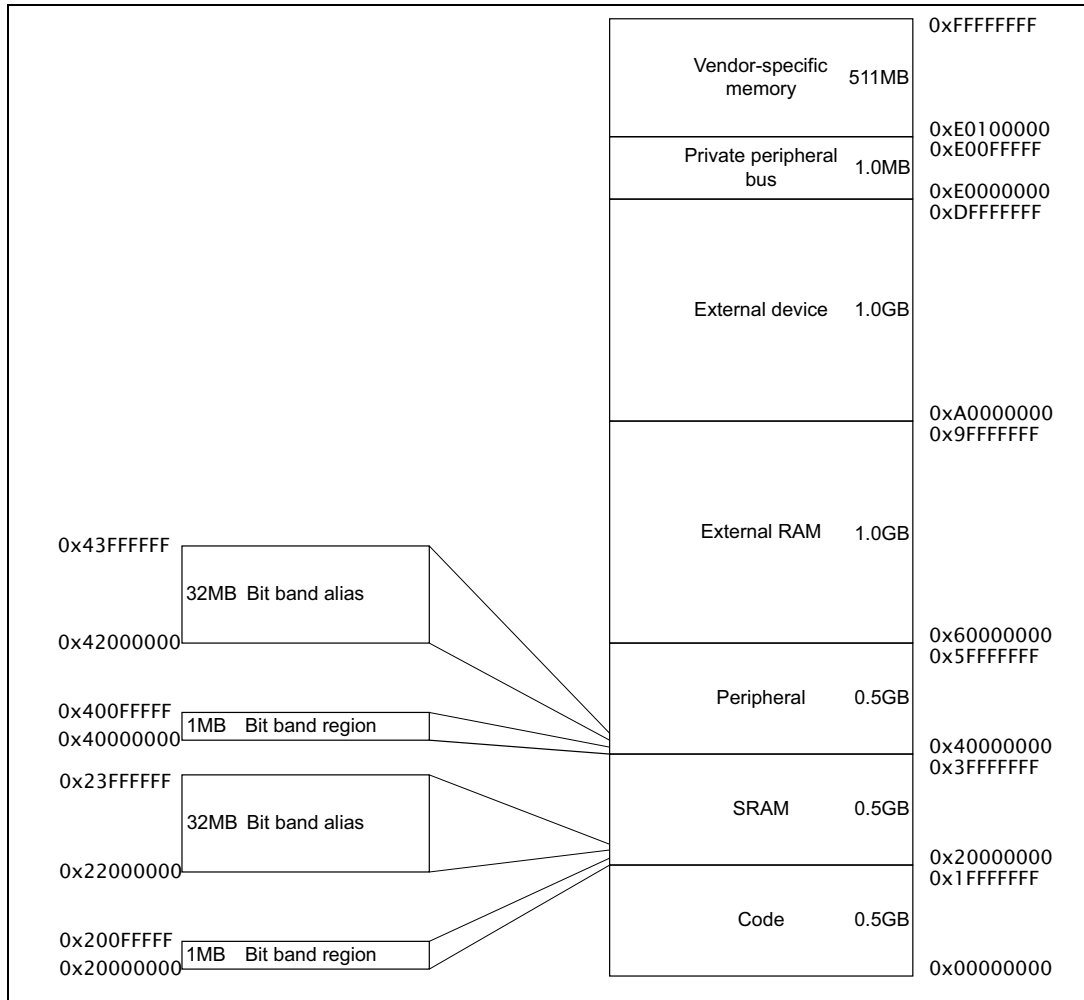 0xFFFFFFFF
Vendor-specific
memory
511MB
0xE0100000
0xE00FFFFF
Private peripheral
bus
1.0MB
0xE0000000
0xDFFFFFFF
External device
1.0GB
0xA0000000
0x9FFFFFFF
External RAM
1.0GB
0x60000000
0x5FFFFFFF
Peripheral
0.5GB
0x40000000
0x3FFFFFFF
SRAM
0.5GB
0x20000000
0x1FFFFFFF
Code
0.5GB
0x00000000
0x43FFFFFF
32MB Bit band alias
0x42000000
0x400FFFFF
1MB Bit band region
0x40000000
0x23FFFFFF
32MB Bit band alias
0x22000000
0x200FFFFF
1MB Bit band region
0x20000000